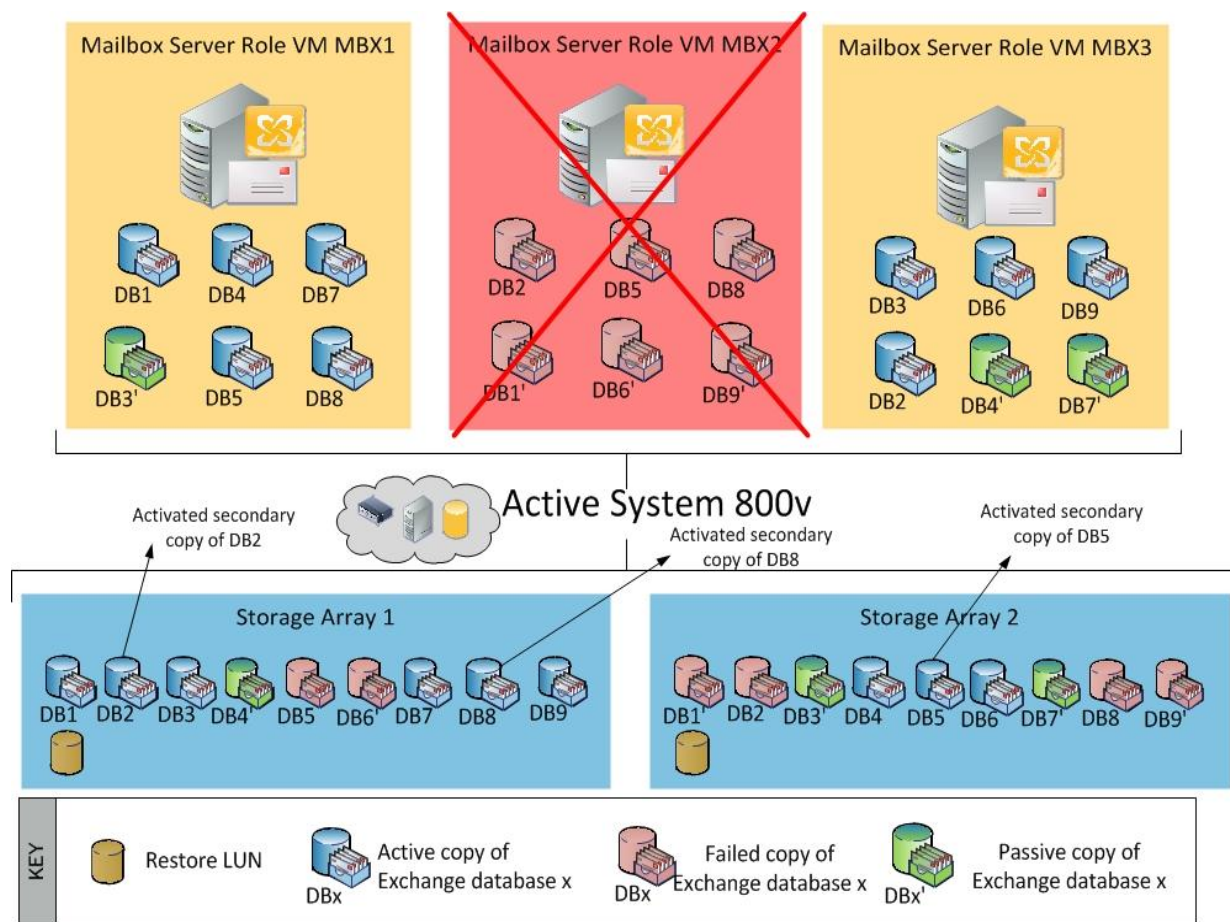 Mailbox Server Role VM MBX1
Mailbox Server Role VM MBX2
Mailbox Server Role VM MBX3
DB1 DB4 DB7
DB3' DB5 DB8
DB2 DB5 DB8
DB1' DB6' DB9'
DB3 DB6 DB9
DB2 DB4' DB7'
Active System 800v
Activated secondary
copy of DB2
Activated secondary
copy of DB8
Activated secondary
copy of DB5
Storage Array 1
DB1 DB2 DB3 DB4' DB5 DB6' DB7 DB8 DB9
Storage Array 2
DB1' DB2 DB3' DB4 DB5 DB6 DB7' DB8 DB9'
KEY
Restore LUN
DBx
Active copy of
Exchange database x
DBx
Failed copy of
Exchange database x
DBx'
Passive copy of
Exchange database x